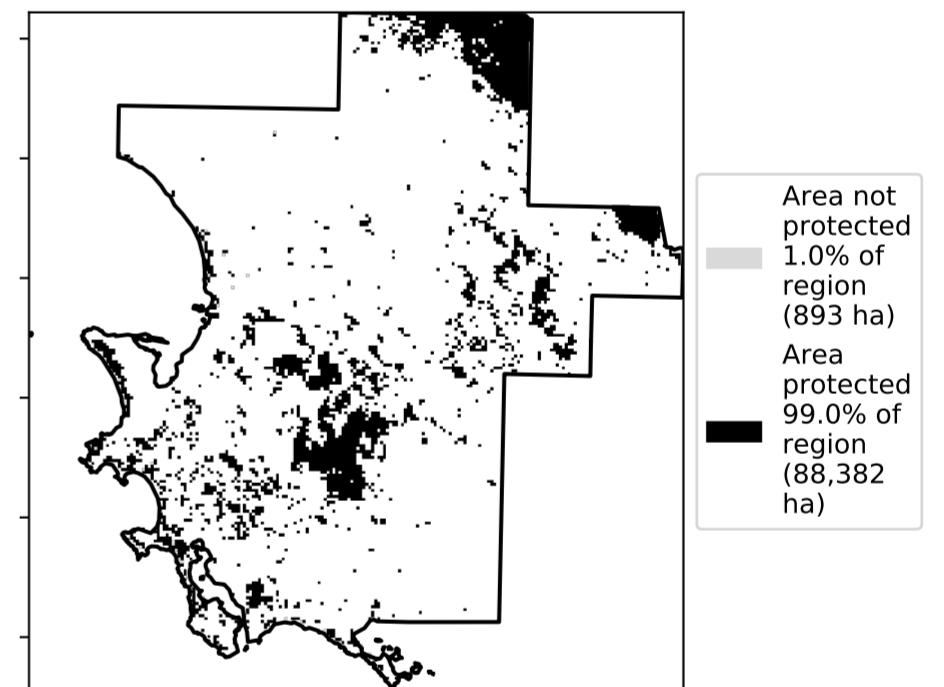 Area not
protected
1.0% of
region
(893 ha)
Area
protected
99.0% of
region
(88,382
ha)